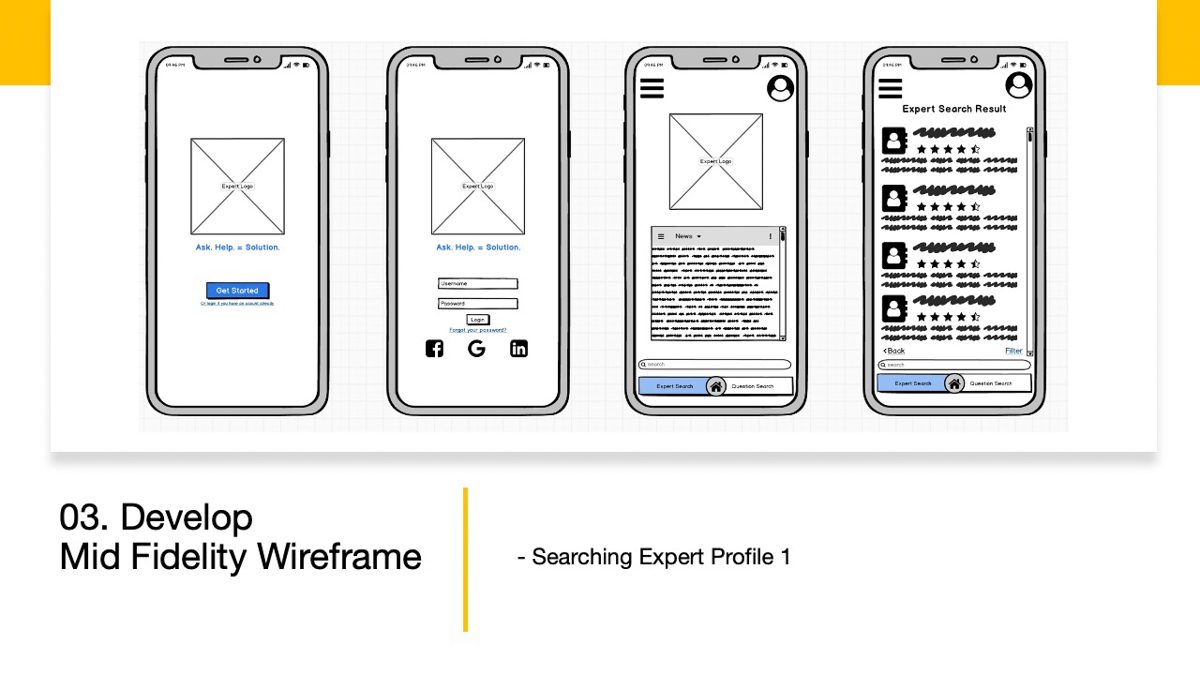 09:46 PM
Expert Logo
Ask. Help. = Solution.
Get Started
Or login if you have an account already
09:46 PM
Expert Logo
Ask. Help. = Solution.
Username
Password
Login
Forgot your password?
09:46 PM
Expert Logo
News
search
Expert Search
Question Search
09:46 PM
Expert Search Result
<Back
Filter
search
Expert Search
Question Search
03. Develop
Mid Fidelity Wireframe
- Searching Expert Profile 1